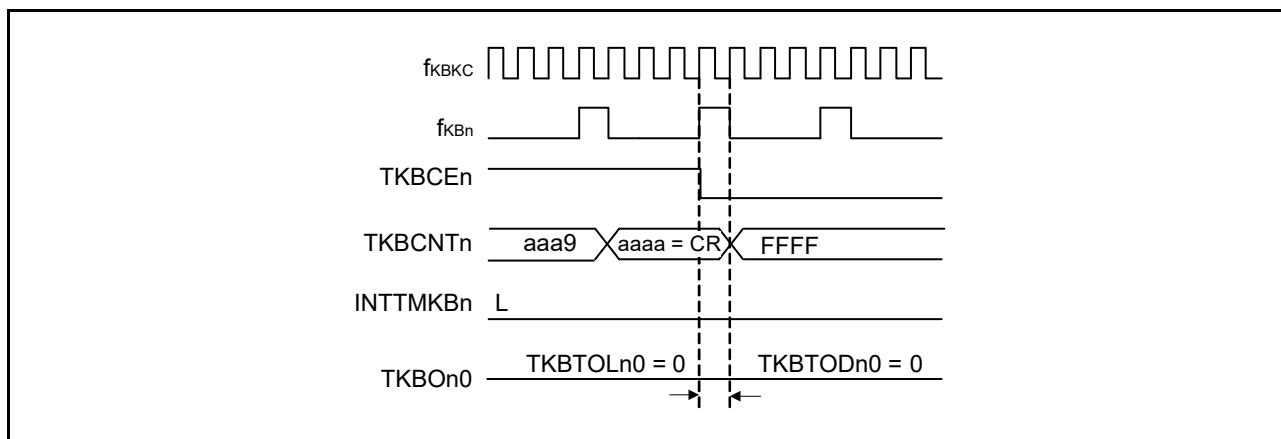 fKBKC
fKBn
TKBCEn
TKBCNTn aaa9 aaaa = CR FFFF
INTTMKBn L
TKBOn0 TKBTOLn0 = 0 TKBTODn0 = 0